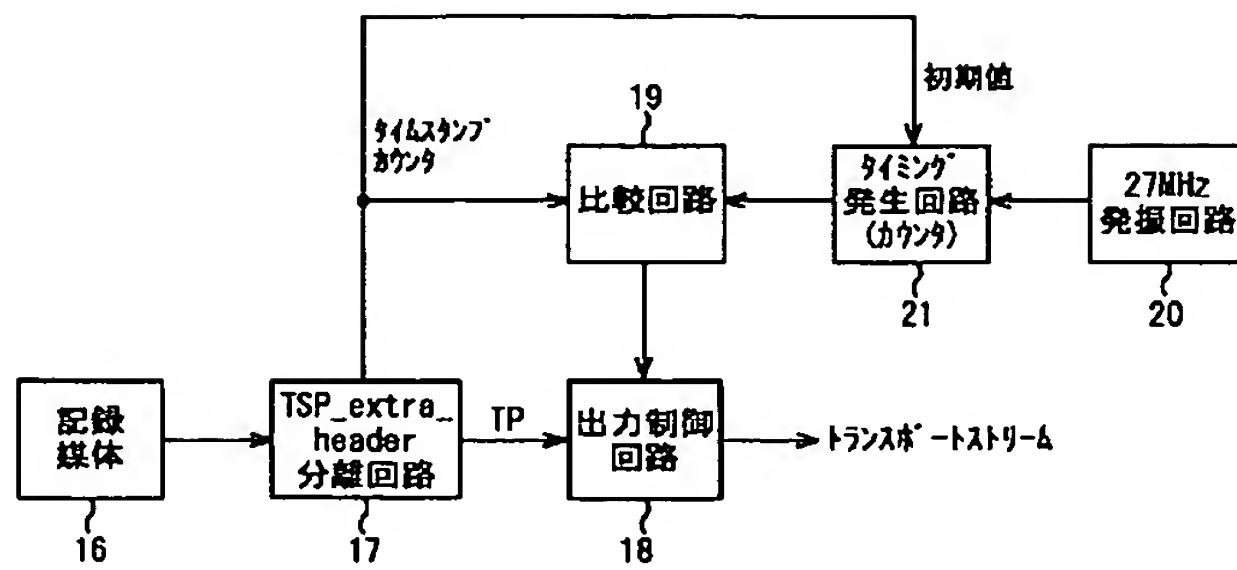 初期値
19
タイムスタンプ
カウンタ
比較回路
タイミング
発生回路
(カウンタ)
27MHz
発振回路
21
20
記録
媒体
TSP_extra_
header
分離回路
TP
出力制御
回路
トランスポートストリーム
16
17
18